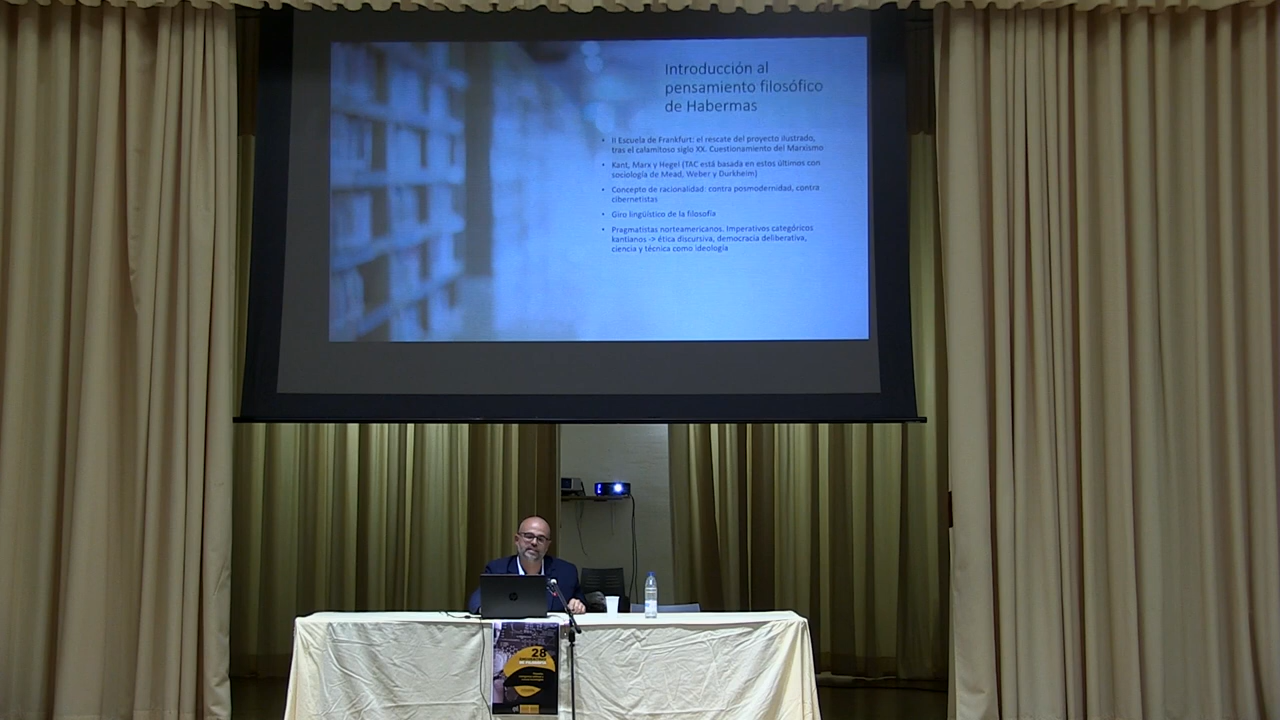 Introducción al
pensamiento filosófico
de Habermas
• II Escuela de Frankfurt: el rescate del proyecto ilustrado,
tras el calamitoso siglo XX. Cuestionamiento del Marxismo
• Kant, Marx y Hegel (TAC está basada en estos últimos con
sociología de Mead, Weber y Durkheim)
• Concepto de racionalidad: contra posmodernidad, contra
cibernetistas
• Giro lingüístico de la filosofía
• Pragmatistas norteamericanos. Imperativos categóricos
kantianos -> ética discursiva, democracia deliberativa,
ciencia y técnica como ideología
28
DE FILOSOFÍA